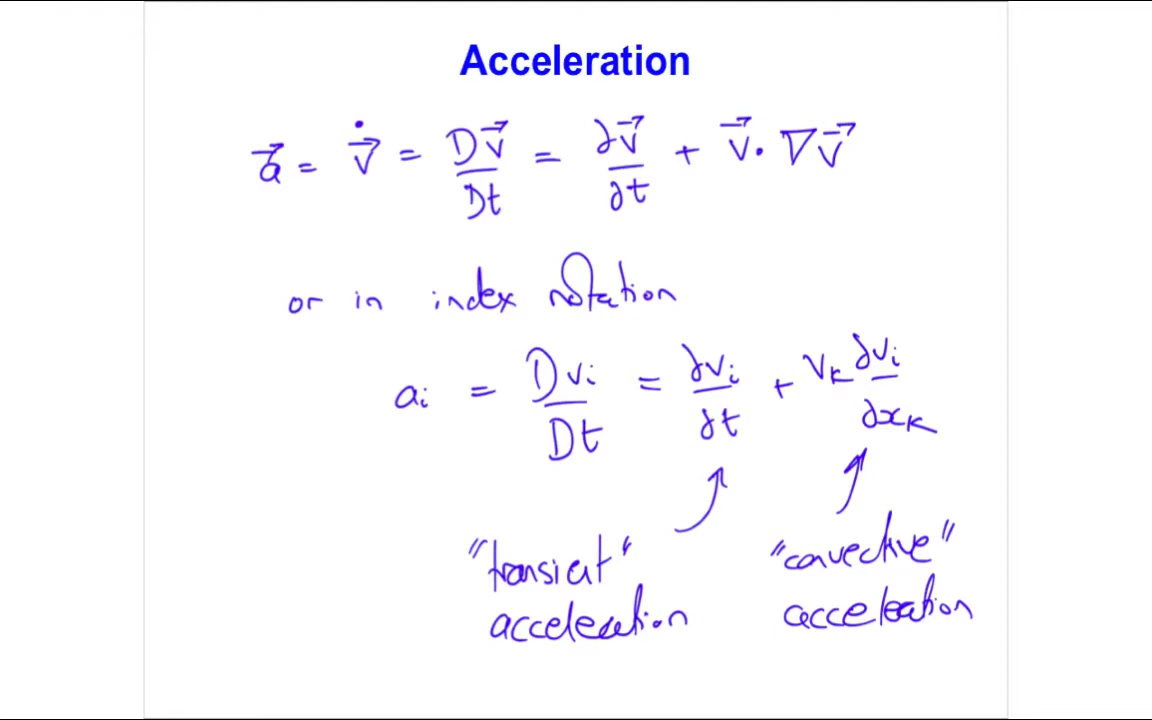 Acceleration
a⃗ = v⃗̇ = Dv⃗/Dt = ∂v⃗/∂t + v⃗ · ∇v⃗
or in index notation
aᵢ = Dvᵢ/Dt = ∂vᵢ/∂t + vₖ ∂vᵢ/∂xₖ
"transient" "convective"
acceleration acceleration